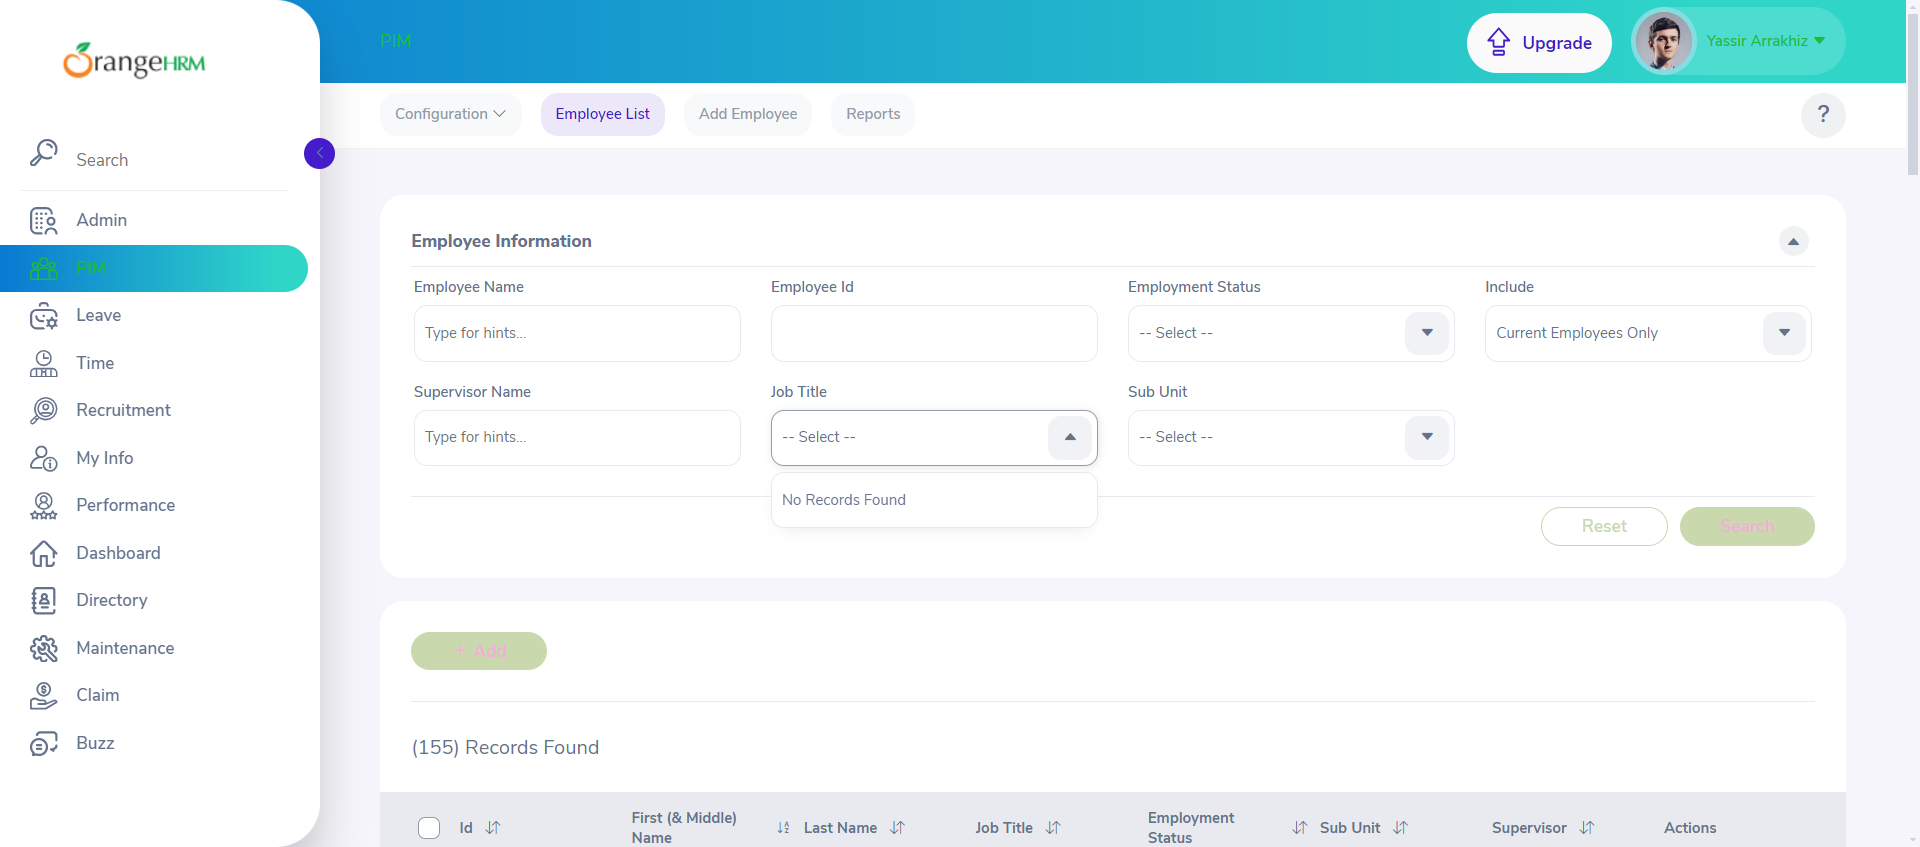 OrangeHRM
Search
Admin
PIM
Leave
Time
Recruitment
My Info
Performance
Dashboard
Directory
Maintenance
Claim
Buzz
PIM
Upgrade
Yassir Arrakhiz
Configuration
Employee List
Add Employee
Reports
?
Employee Information
Employee Name
Employee Id
Employment Status
Include
Type for hints...
-- Select --
Current Employees Only
Supervisor Name
Job Title
Sub Unit
Type for hints...
-- Select --
-- Select --
No Records Found
Reset
Search
+ Add
(155) Records Found
Id
First (& Middle)
Name
Last Name
Job Title
Employment
Status
Sub Unit
Supervisor
Actions